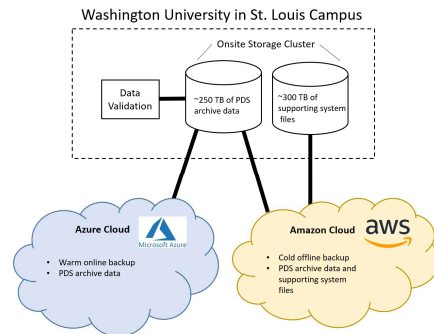 Washington University in St. Louis Campus
Onsite Storage Cluster
Data
Validation
~250 TB of PDS
archive data
~300 TB of
supporting system
files
Azure Cloud
Microsoft Azure
• Warm online backup
• PDS archive data
Amazon Cloud
aws
• Cold offline backup
• PDS archive data and
supporting system
files